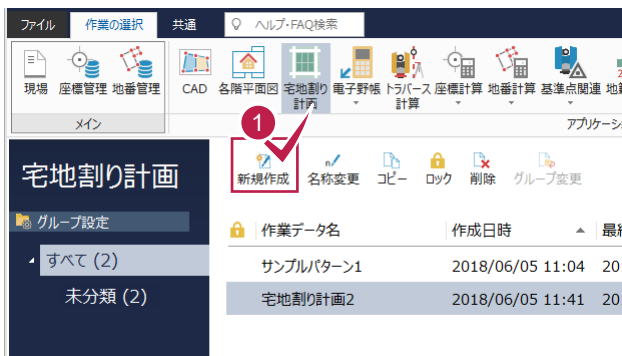 ファイル 作業の選択 共通 ヘルプ・FAQ検索
現場 座標管理 地番管理 CAD 各階平面図 宅地割り計画 電子野帳 トラバース計算 座標計算 地番計算 基準点関連
メイン アプリケーシ
1
宅地割り計画
新規作成 名称変更 コピー ロック 削除 グループ変更
グループ設定
作業データ名 作成日時 最終
すべて (2)
サンプルパターン1 2018/06/05 11:04 20
未分類 (2)
宅地割り計画2 2018/06/05 11:41 20